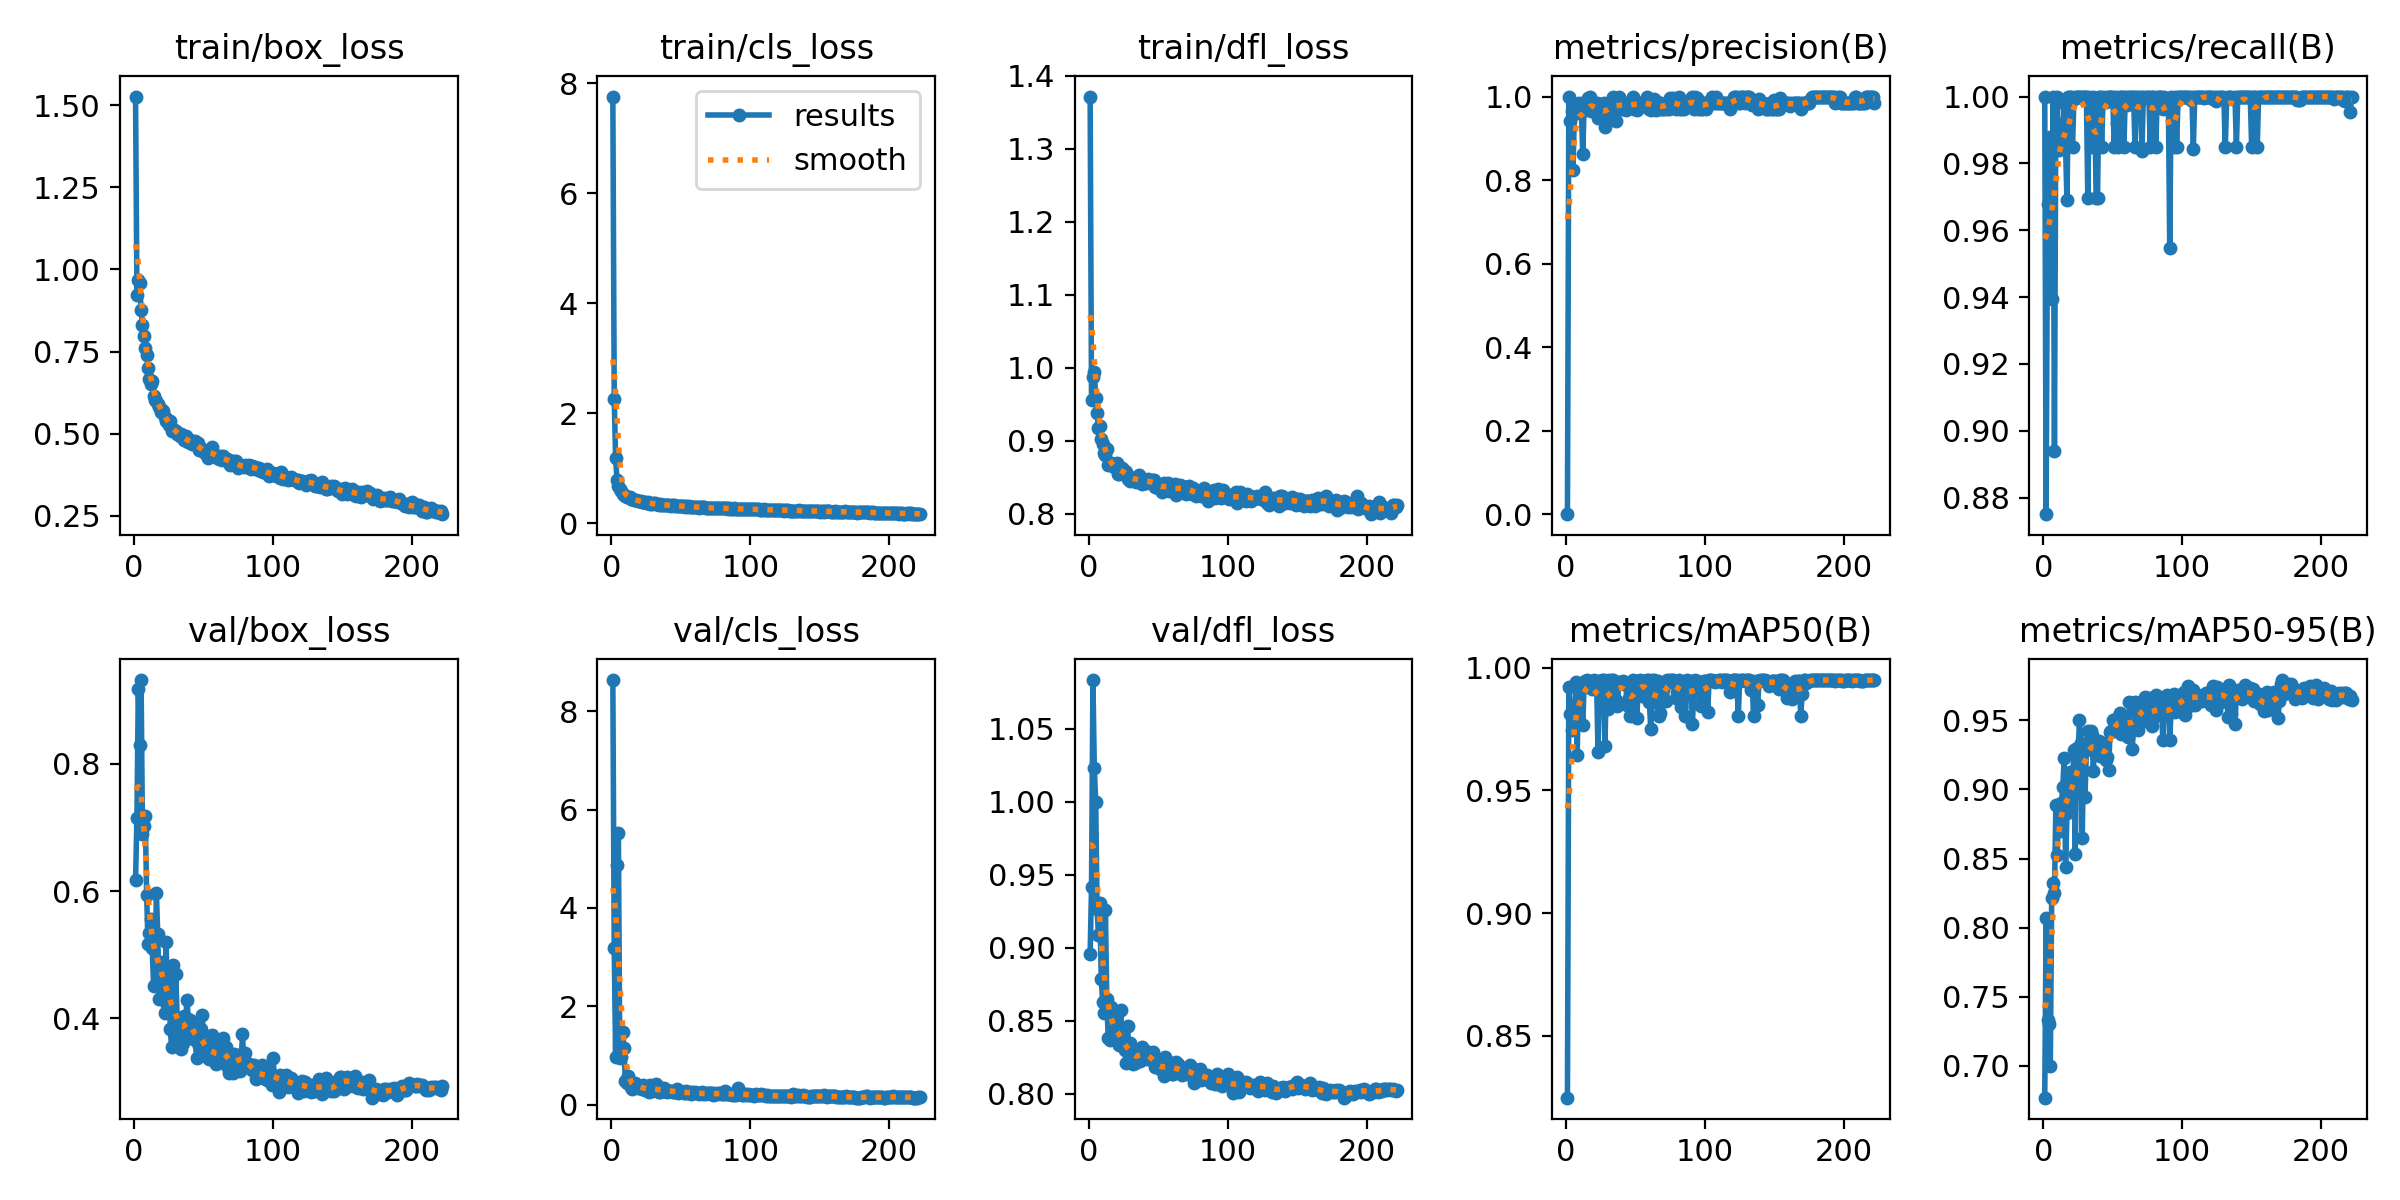 train/box_loss
1.50
1.25
1.00
0.75
0.50
0.25
0 100 200
train/cls_loss
results
smooth
8
6
4
2
0
0 100 200
train/dfl_loss
1.4
1.3
1.2
1.1
1.0
0.9
0.8
0 100 200
metrics/precision(B)
1.0
0.8
0.6
0.4
0.2
0.0
0 100 200
metrics/recall(B)
1.00
0.98
0.96
0.94
0.92
0.90
0.88
0 100 200
val/box_loss
0.8
0.6
0.4
0 100 200
val/cls_loss
8
6
4
2
0
0 100 200
val/dfl_loss
1.05
1.00
0.95
0.90
0.85
0.80
0 100 200
metrics/mAP50(B)
1.00
0.95
0.90
0.85
0 100 200
metrics/mAP50-95(B)
0.95
0.90
0.85
0.80
0.75
0.70
0 100 200